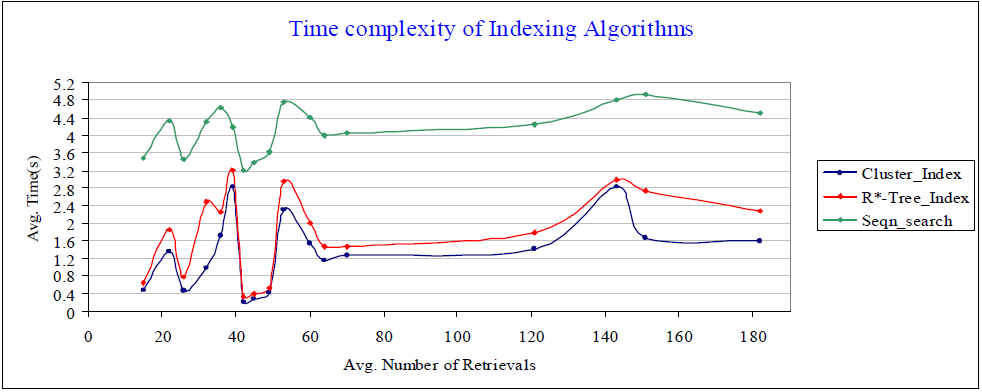 Time complexity of Indexing Algorithms
5.2
4.8
4.4
4
3.6
3.2
2.8
2.4
2
1.6
1.2
0.8
0.4
0
Avg. Time(s)
0 20 40 60 80 100 120 140 160 180
Avg. Number of Retrievals
Cluster_Index
R*-Tree_Index
Seqn_search